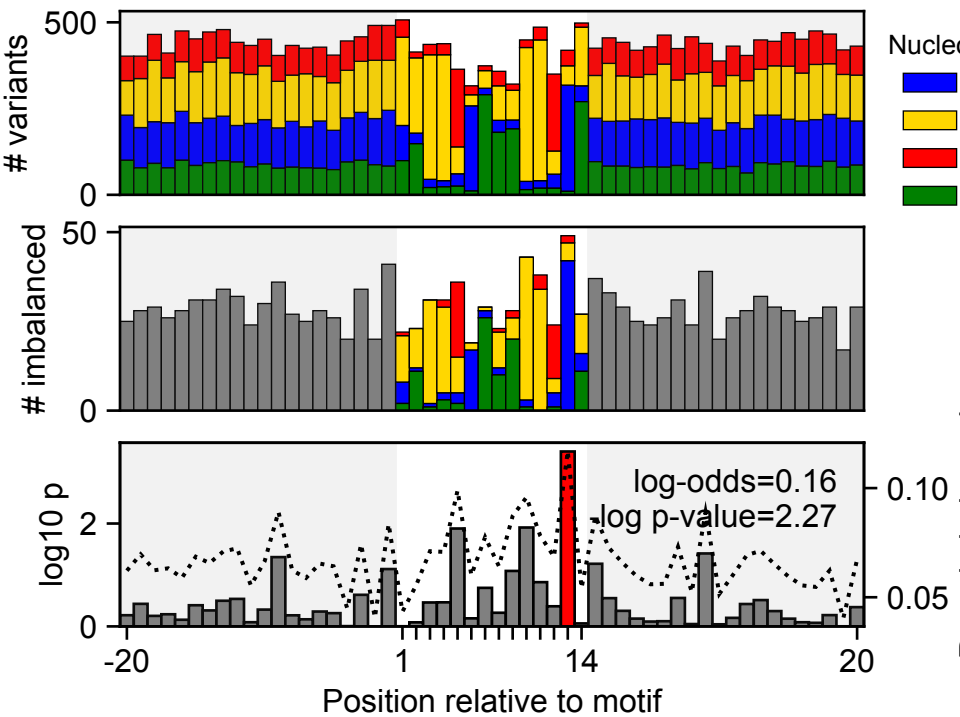 500
0
# variants
Nucleo
50
0
# imbalanced
log-odds=0.16
-log p-value=2.27
2
0
log10 p
0.10
0.05
-20
1
14
20
Position relative to motif